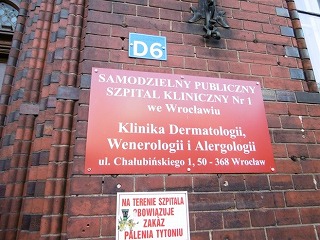 D6
SAMODZIELNY PUBLICZNY
SZPITAL KLINICZNY Nr 1
we Wrocławiu
Klinika Dermatologii,
Wenerologii i Alergologii
ul. Chałubińskiego 1, 50 - 368 Wrocław
NA TERENIE SZPITALA
OBOWIĄZUJE
ZAKAZ
PALENIA TYTONIU